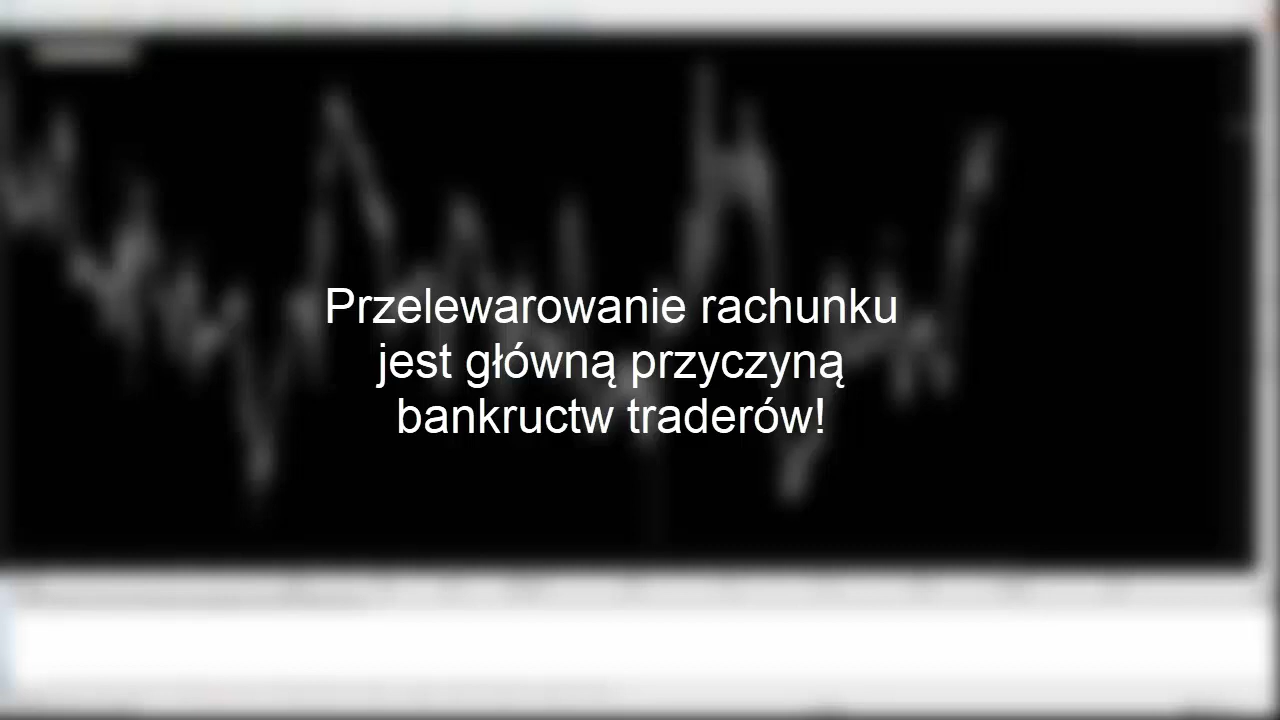 Przelewarowanie rachunku
jest główną przyczyną
bankructw traderów!